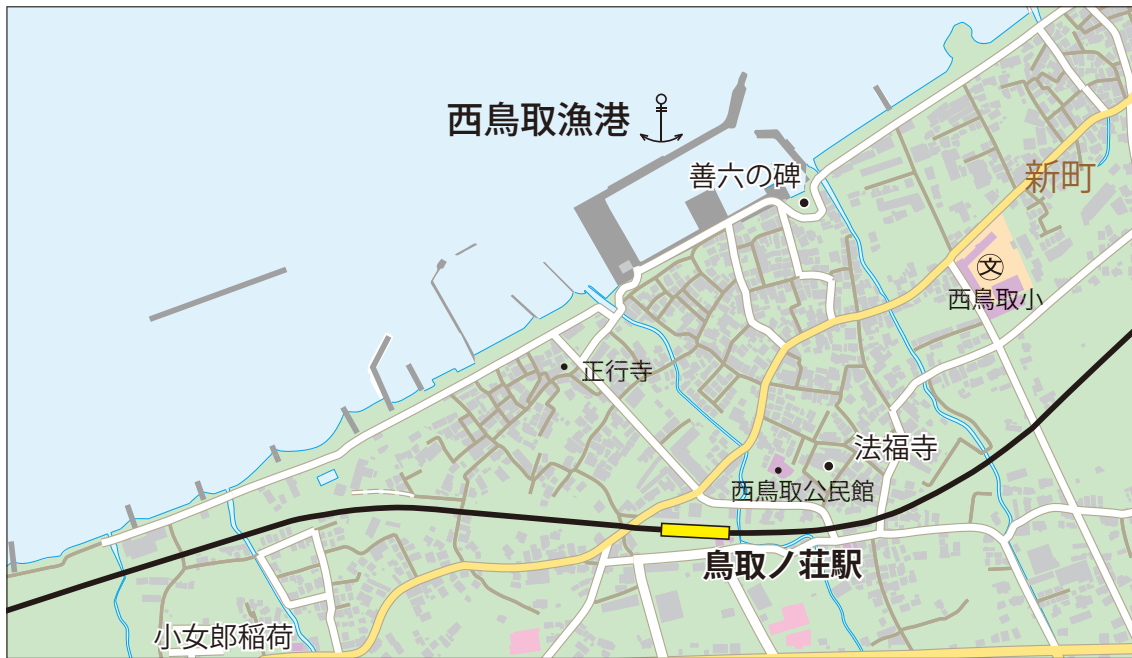 西鳥取漁港
善六の碑
新町
文
西鳥取小
正行寺
法福寺
西鳥取公民館
鳥取ノ荘駅
小女郎稲荷